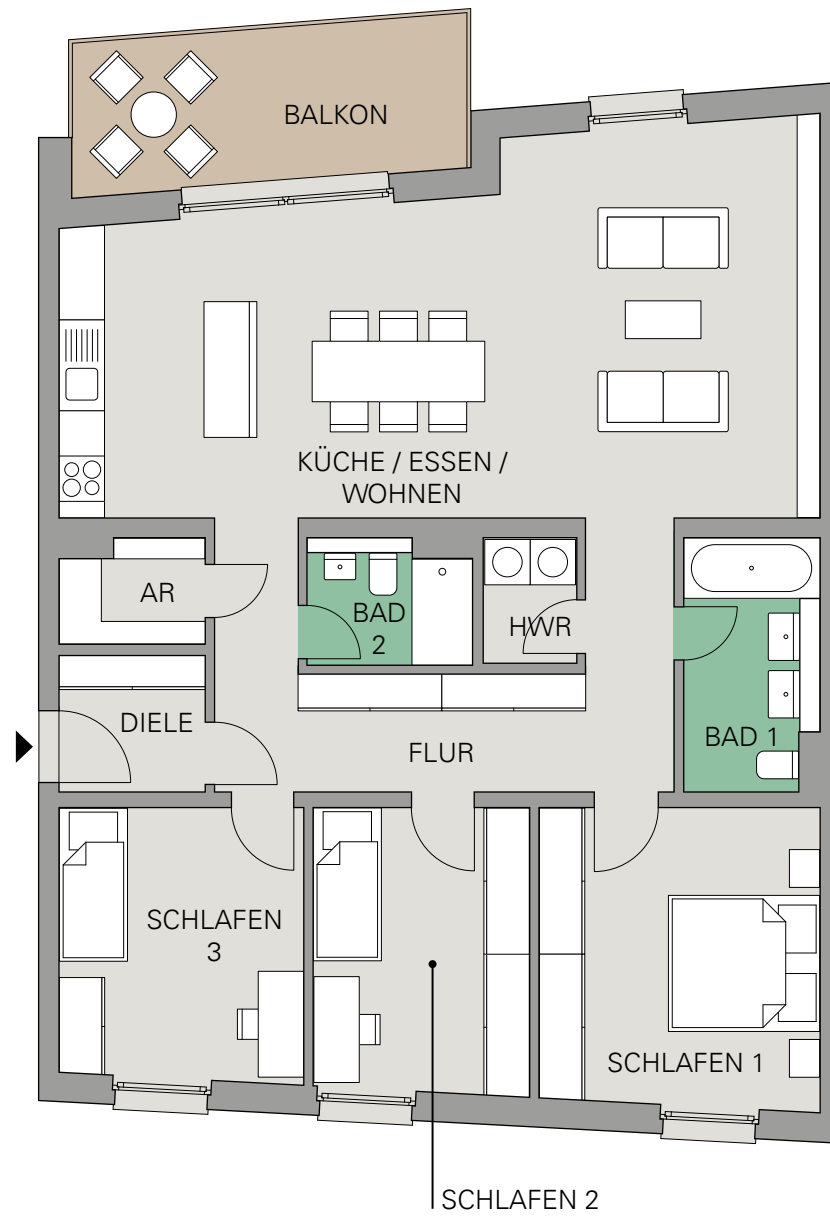 BALKON
KÜCHE / ESSEN /
WOHNEN
AR
BAD
2
HWR
DIELE
FLUR
BAD 1
SCHLAFEN
3
SCHLAFEN 1
SCHLAFEN 2